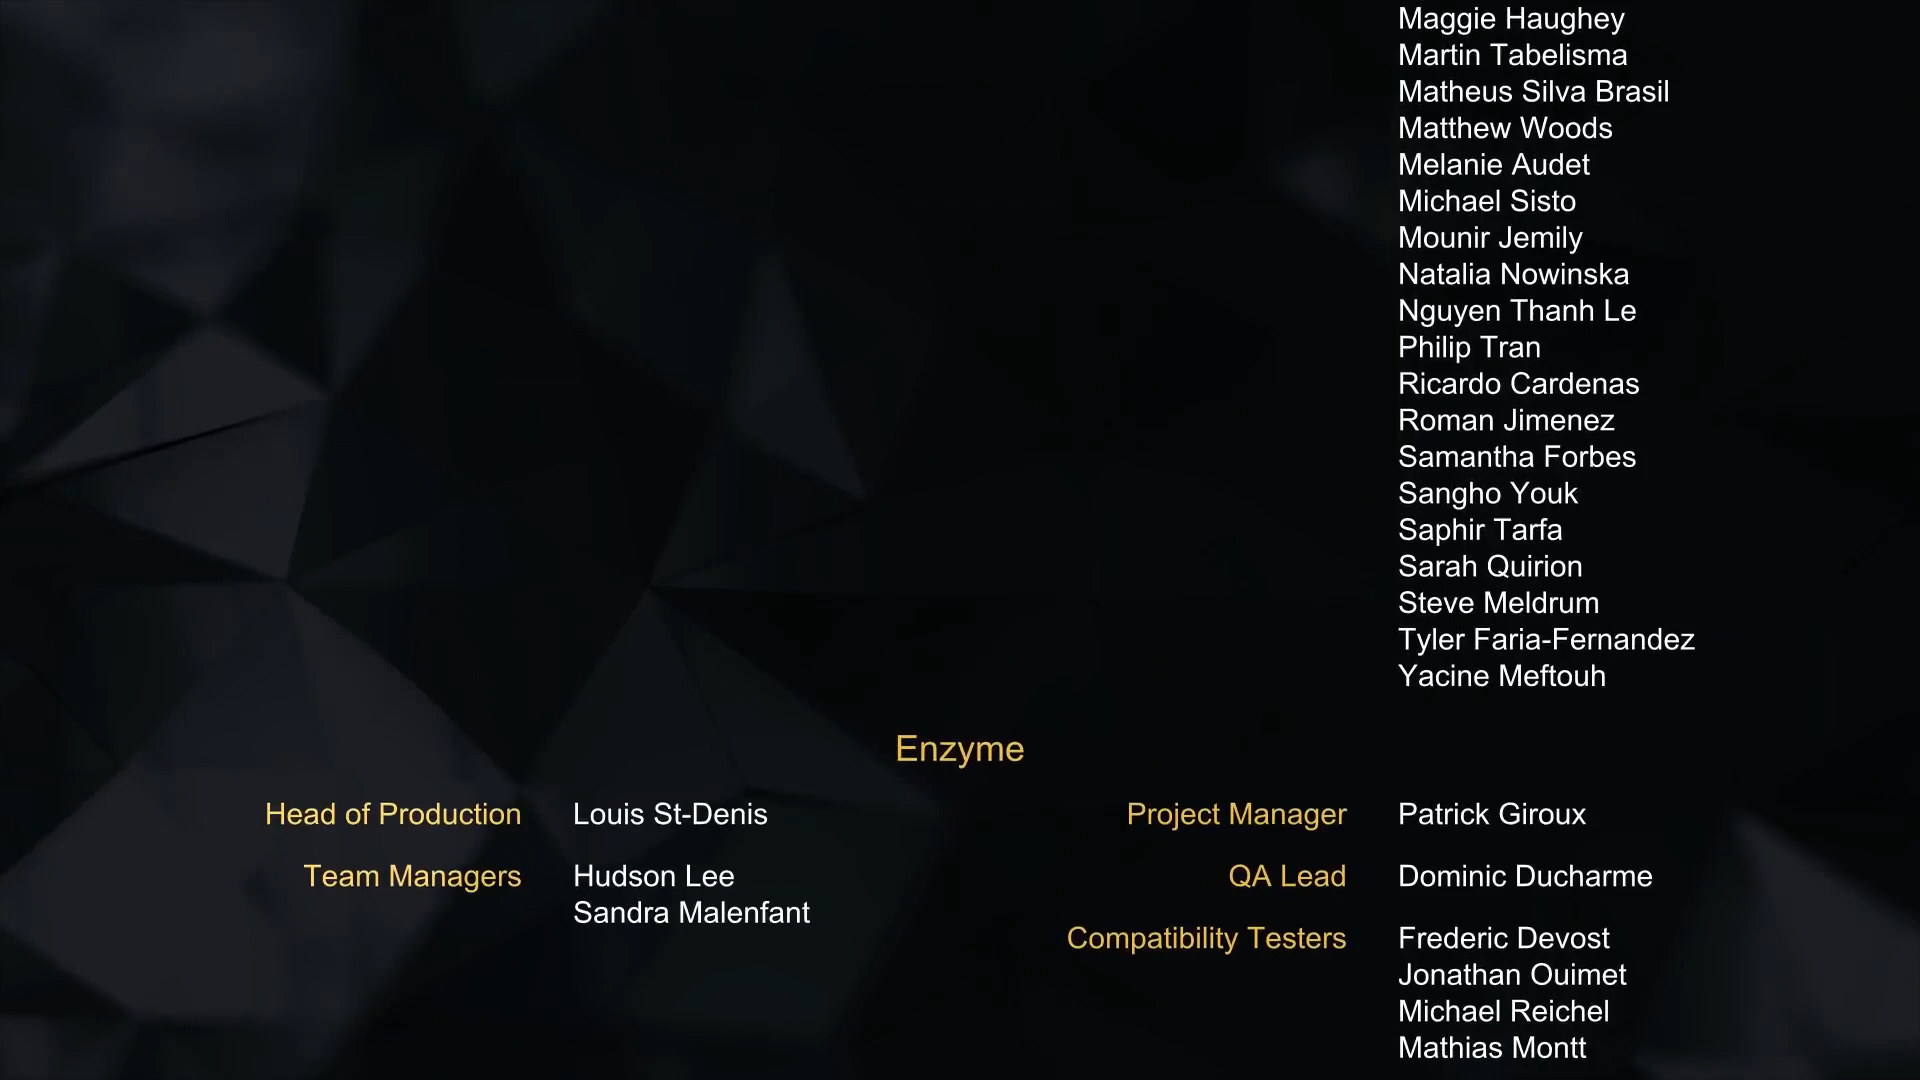 Maggie Haughey
Martin Tabelisma
Matheus Silva Brasil
Matthew Woods
Melanie Audet
Michael Sisto
Mounir Jemily
Natalia Nowinska
Nguyen Thanh Le
Philip Tran
Ricardo Cardenas
Roman Jimenez
Samantha Forbes
Sangho Youk
Saphir Tarfa
Sarah Quirion
Steve Meldrum
Tyler Faria-Fernandez
Yacine Meftouh
Enzyme
Head of Production Louis St-Denis
Team Managers Hudson Lee
Sandra Malenfant
Project Manager Patrick Giroux
QA Lead Dominic Ducharme
Compatibility Testers Frederic Devost
Jonathan Ouimet
Michael Reichel
Mathias Montt